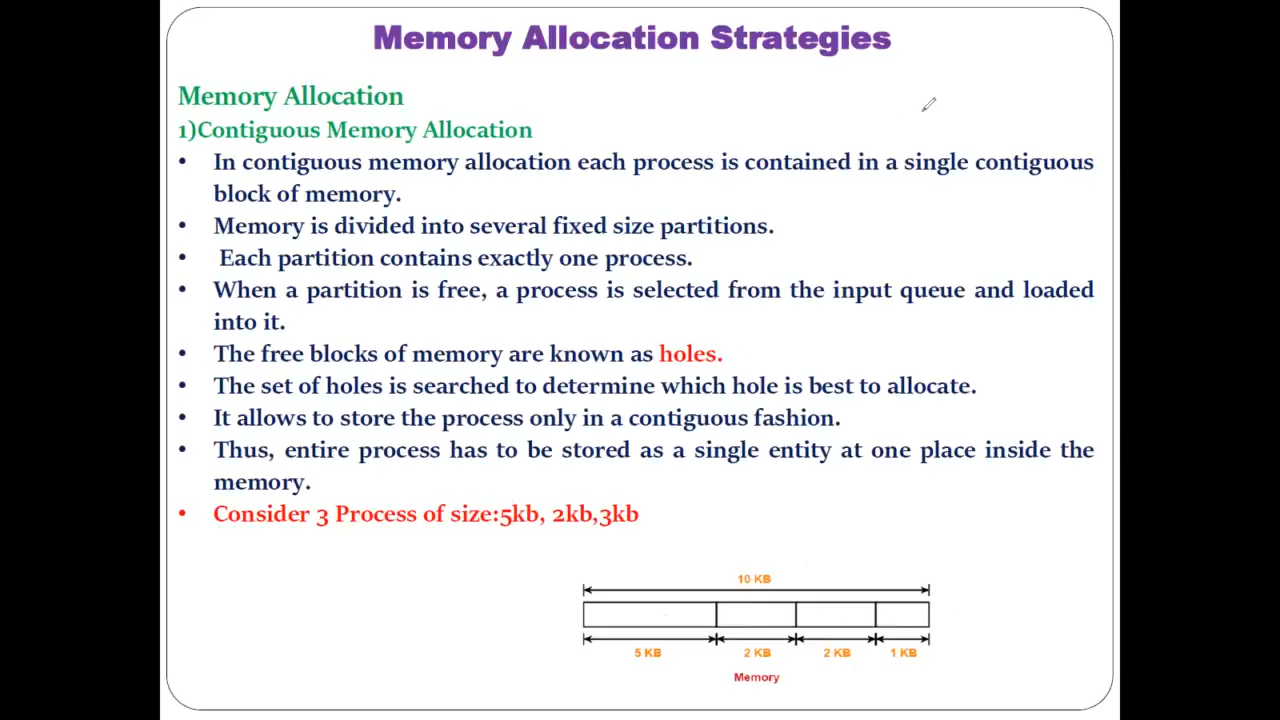 Memory Allocation Strategies
Memory Allocation
1)Contiguous Memory Allocation
• In contiguous memory allocation each process is contained in a single contiguous
block of memory.
• Memory is divided into several fixed size partitions.
• Each partition contains exactly one process.
• When a partition is free, a process is selected from the input queue and loaded
into it.
• The free blocks of memory are known as holes.
• The set of holes is searched to determine which hole is best to allocate.
• It allows to store the process only in a contiguous fashion.
• Thus, entire process has to be stored as a single entity at one place inside the
memory.
• Consider 3 Process of size:5kb, 2kb,3kb
10 KB
5 KB 2 KB 2 KB 1 KB
Memory